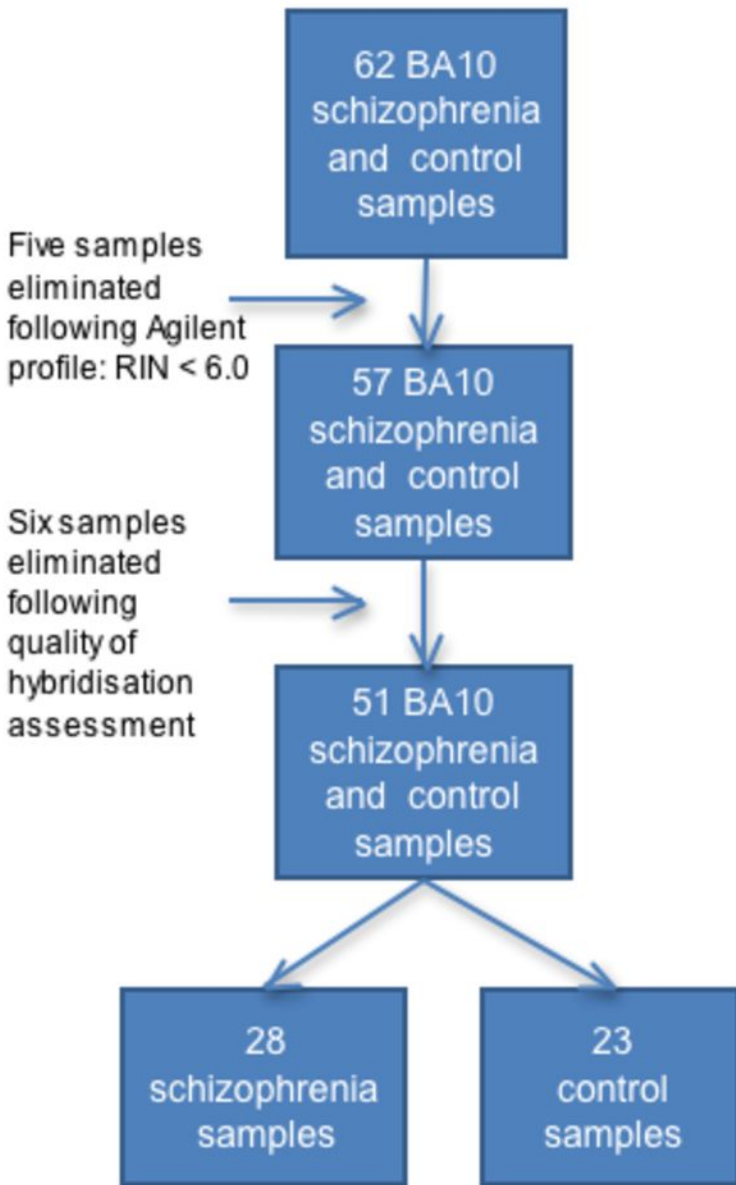 62 BA10
schizophrenia
and control
samples
Five samples
eliminated
following Agilent
profile: RIN < 6.0
57 BA10
schizophrenia
and control
samples
Six samples
eliminated
following
quality of
hybridisation
assessment
51 BA10
schizophrenia
and control
samples
28
schizophrenia
samples
23
control
samples